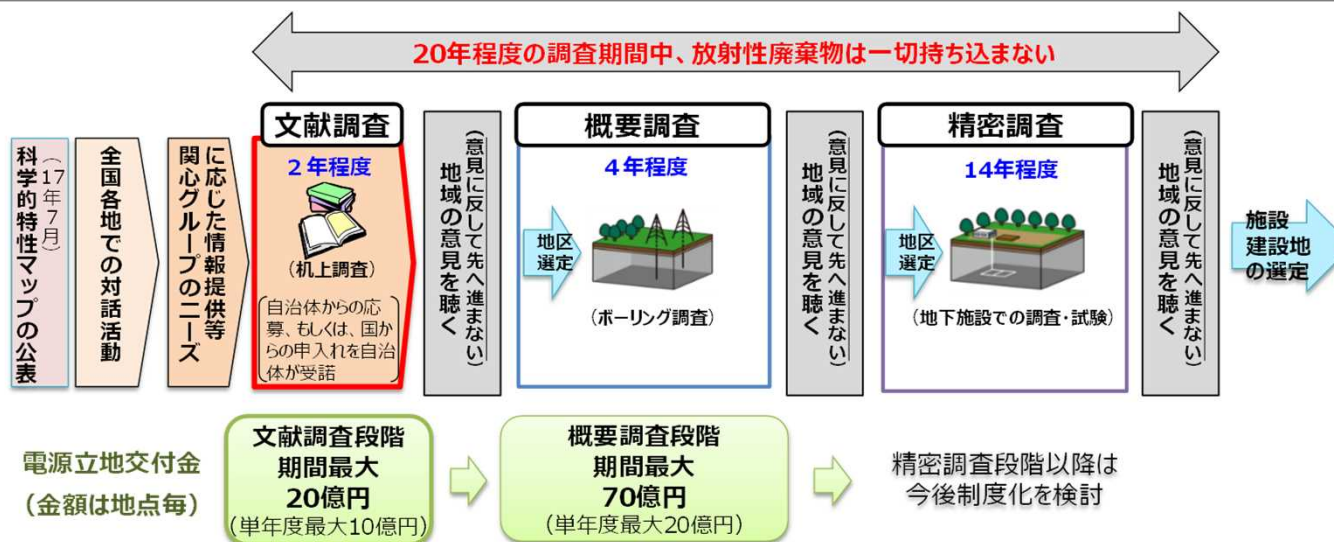 20年程度の調査期間中、放射性廃棄物は一切持ち込まない
科学的特性マップの公表
（17年7月）
全国各地での対話活動
関心グループのニーズ
に応じた情報提供等
文献調査
2年程度
（机上調査）
自治体からの応
募、もしくは、国か
らの申入れを自治
体が受諾
地域の意見を聴く
（意見に反して先へ進まない）
地区
選定
概要調査
4年程度
（ボーリング調査）
地域の意見を聴く
（意見に反して先へ進まない）
地区
選定
精密調査
14年程度
（地下施設での調査・試験）
地域の意見を聴く
（意見に反して先へ進まない）
施設
建設地
の選定
電源立地交付金
（金額は地点毎）
文献調査段階
期間最大
20億円
（単年度最大10億円）
概要調査段階
期間最大
70億円
（単年度最大20億円）
精密調査段階以降は
今後制度化を検討